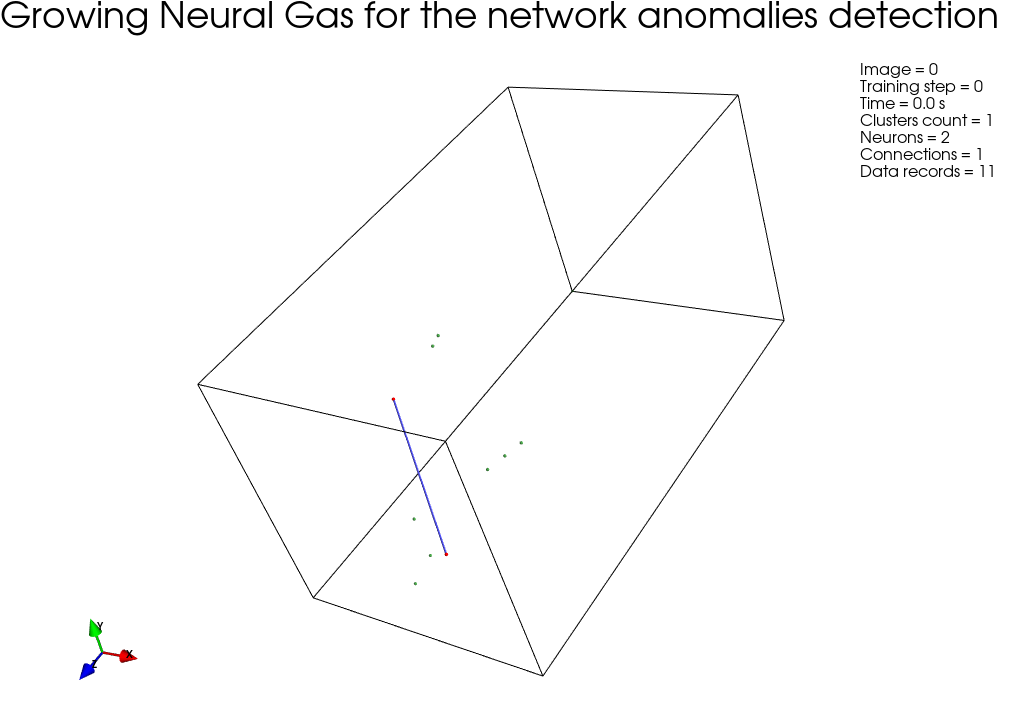 Growing Neural Gas for the network anomalies detection
Image = 0
Training step = 0
Time = 0.0 s
Clusters count = 1
Neurons = 2
Connections = 1
Data records = 11
Y
X
Z